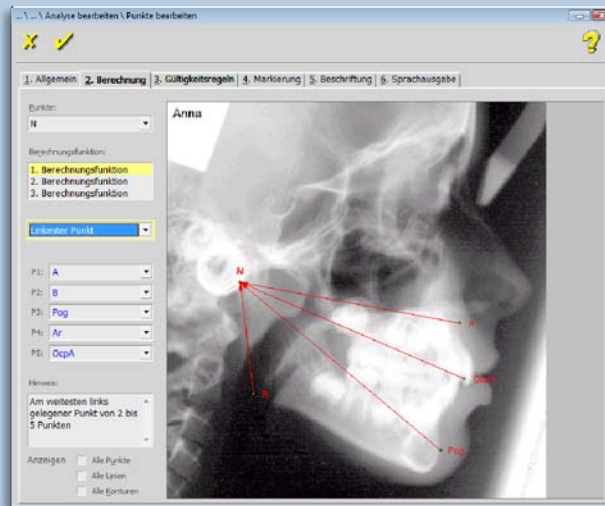 ...\ ...\ Analyse bearbeiten \ Punkte bearbeiten
1. Allgemein 2. Berechnung 3. Gültigkeitsregeln 4. Markierung 5. Beschriftung 6. Sprachausgabe
Punkte:
N
Berechnungsfunktion:
1. Berechnungsfunktion
2. Berechnungsfunktion
3. Berechnungsfunktion
Linkester Punkt
P1: A
P2: B
P3: Pog
P4: Ar
P5: OcpA
Hinweis:
Am weitesten links
gelegener Punkt von 2 bis
5 Punkten
Anzeigen
Alle Punkte
Alle Linien
Alle Konturen
Anna
N
A
OcpA
B
Pog